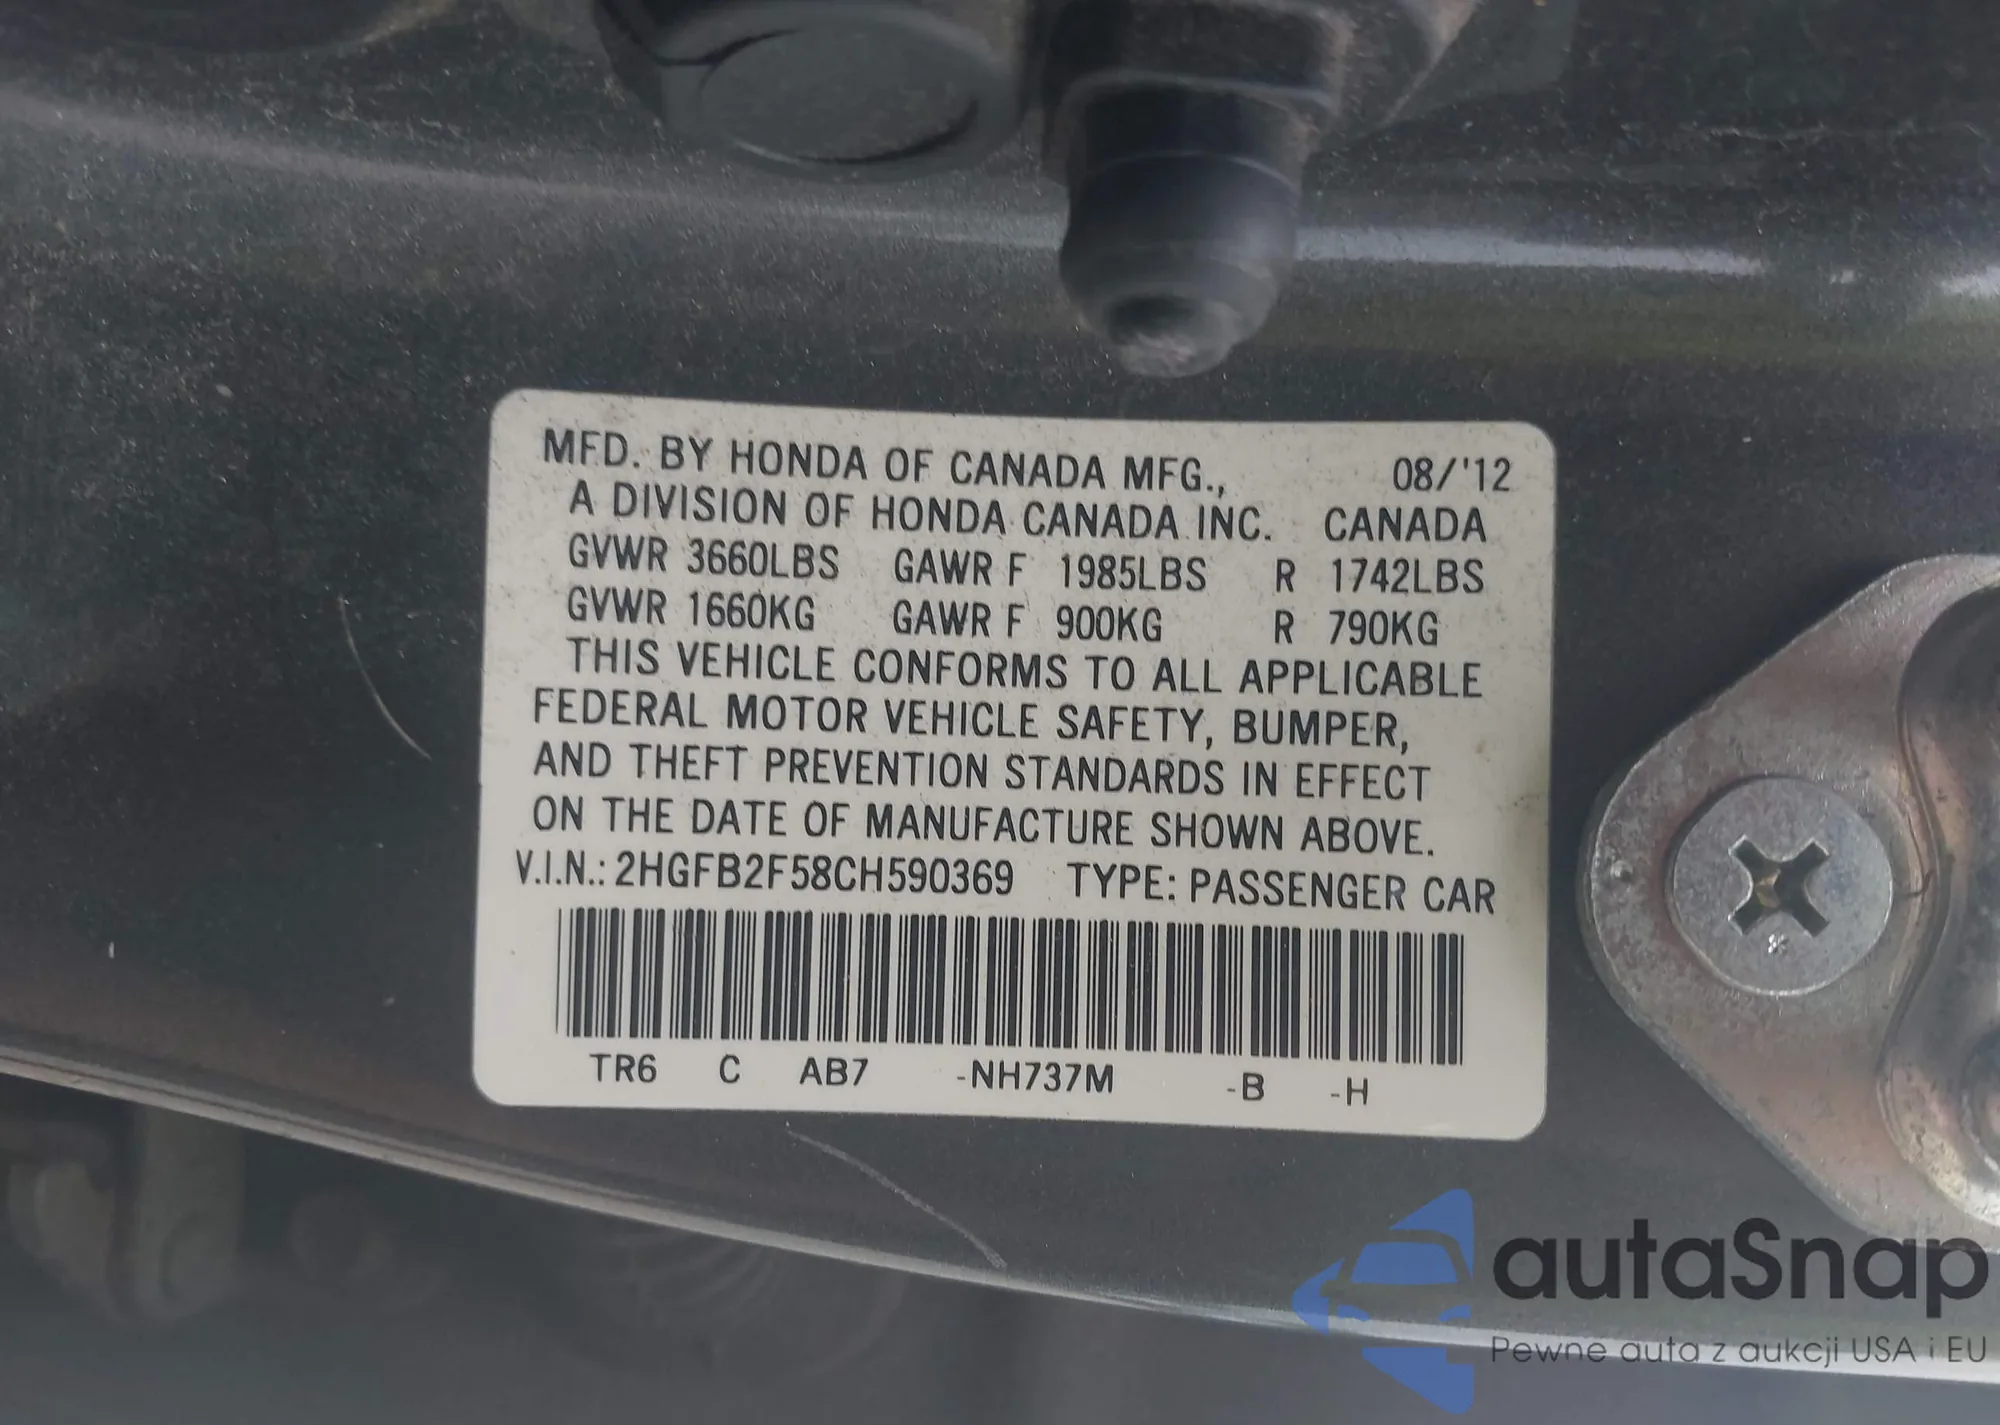 MFD. BY HONDA OF CANADA MFG., 08/'12
A DIVISION OF HONDA CANADA INC. CANADA
GVWR 3660LBS GAWR F 1985LBS R 1742LBS
GVWR 1660KG GAWR F 900KG R 790KG
THIS VEHICLE CONFORMS TO ALL APPLICABLE
FEDERAL MOTOR VEHICLE SAFETY, BUMPER,
AND THEFT PREVENTION STANDARDS IN EFFECT
ON THE DATE OF MANUFACTURE SHOWN ABOVE.
V.I.N.: 2HGFB2F58CH590369 TYPE: PASSENGER CAR
TR6 C AB7 -NH737M -B -H
autaSnap
Pewne auta z aukcji USA i EU